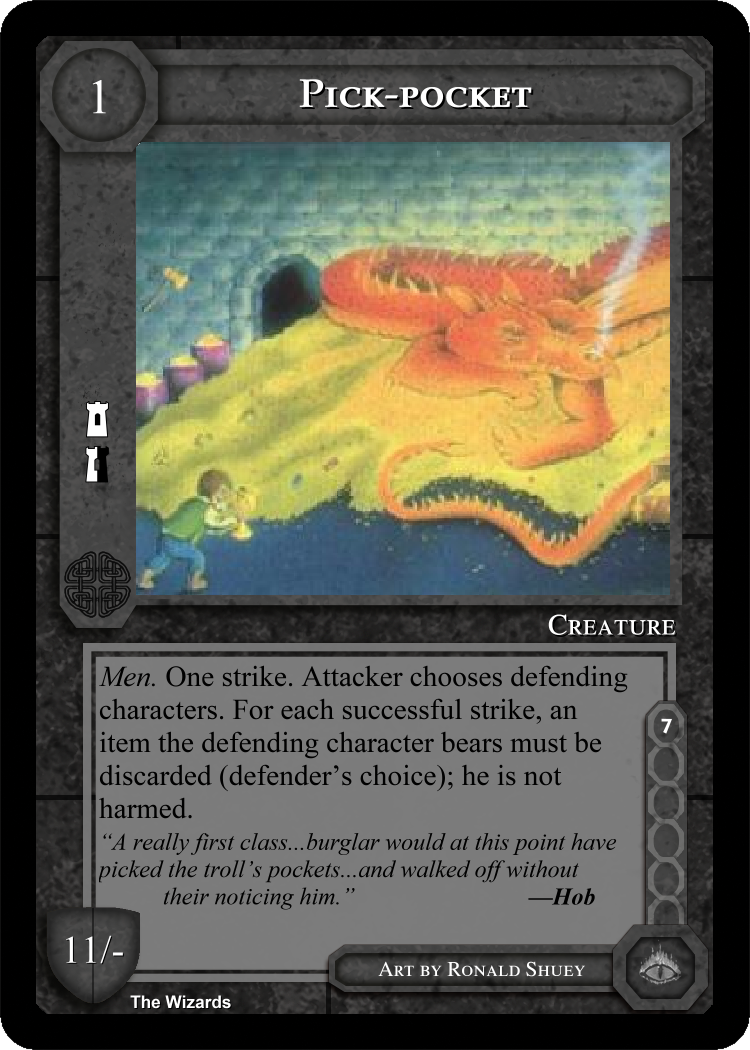 1
Pick-pocket
Creature
Men. One strike. Attacker chooses defending
characters. For each successful strike, an
item the defending character bears must be
discarded (defender’s choice); he is not
harmed.
7
“A really first class...burglar would at this point have
picked the troll’s pockets...and walked off without
their noticing him.” —Hob
11/-
Art by Ronald Shuey
The Wizards